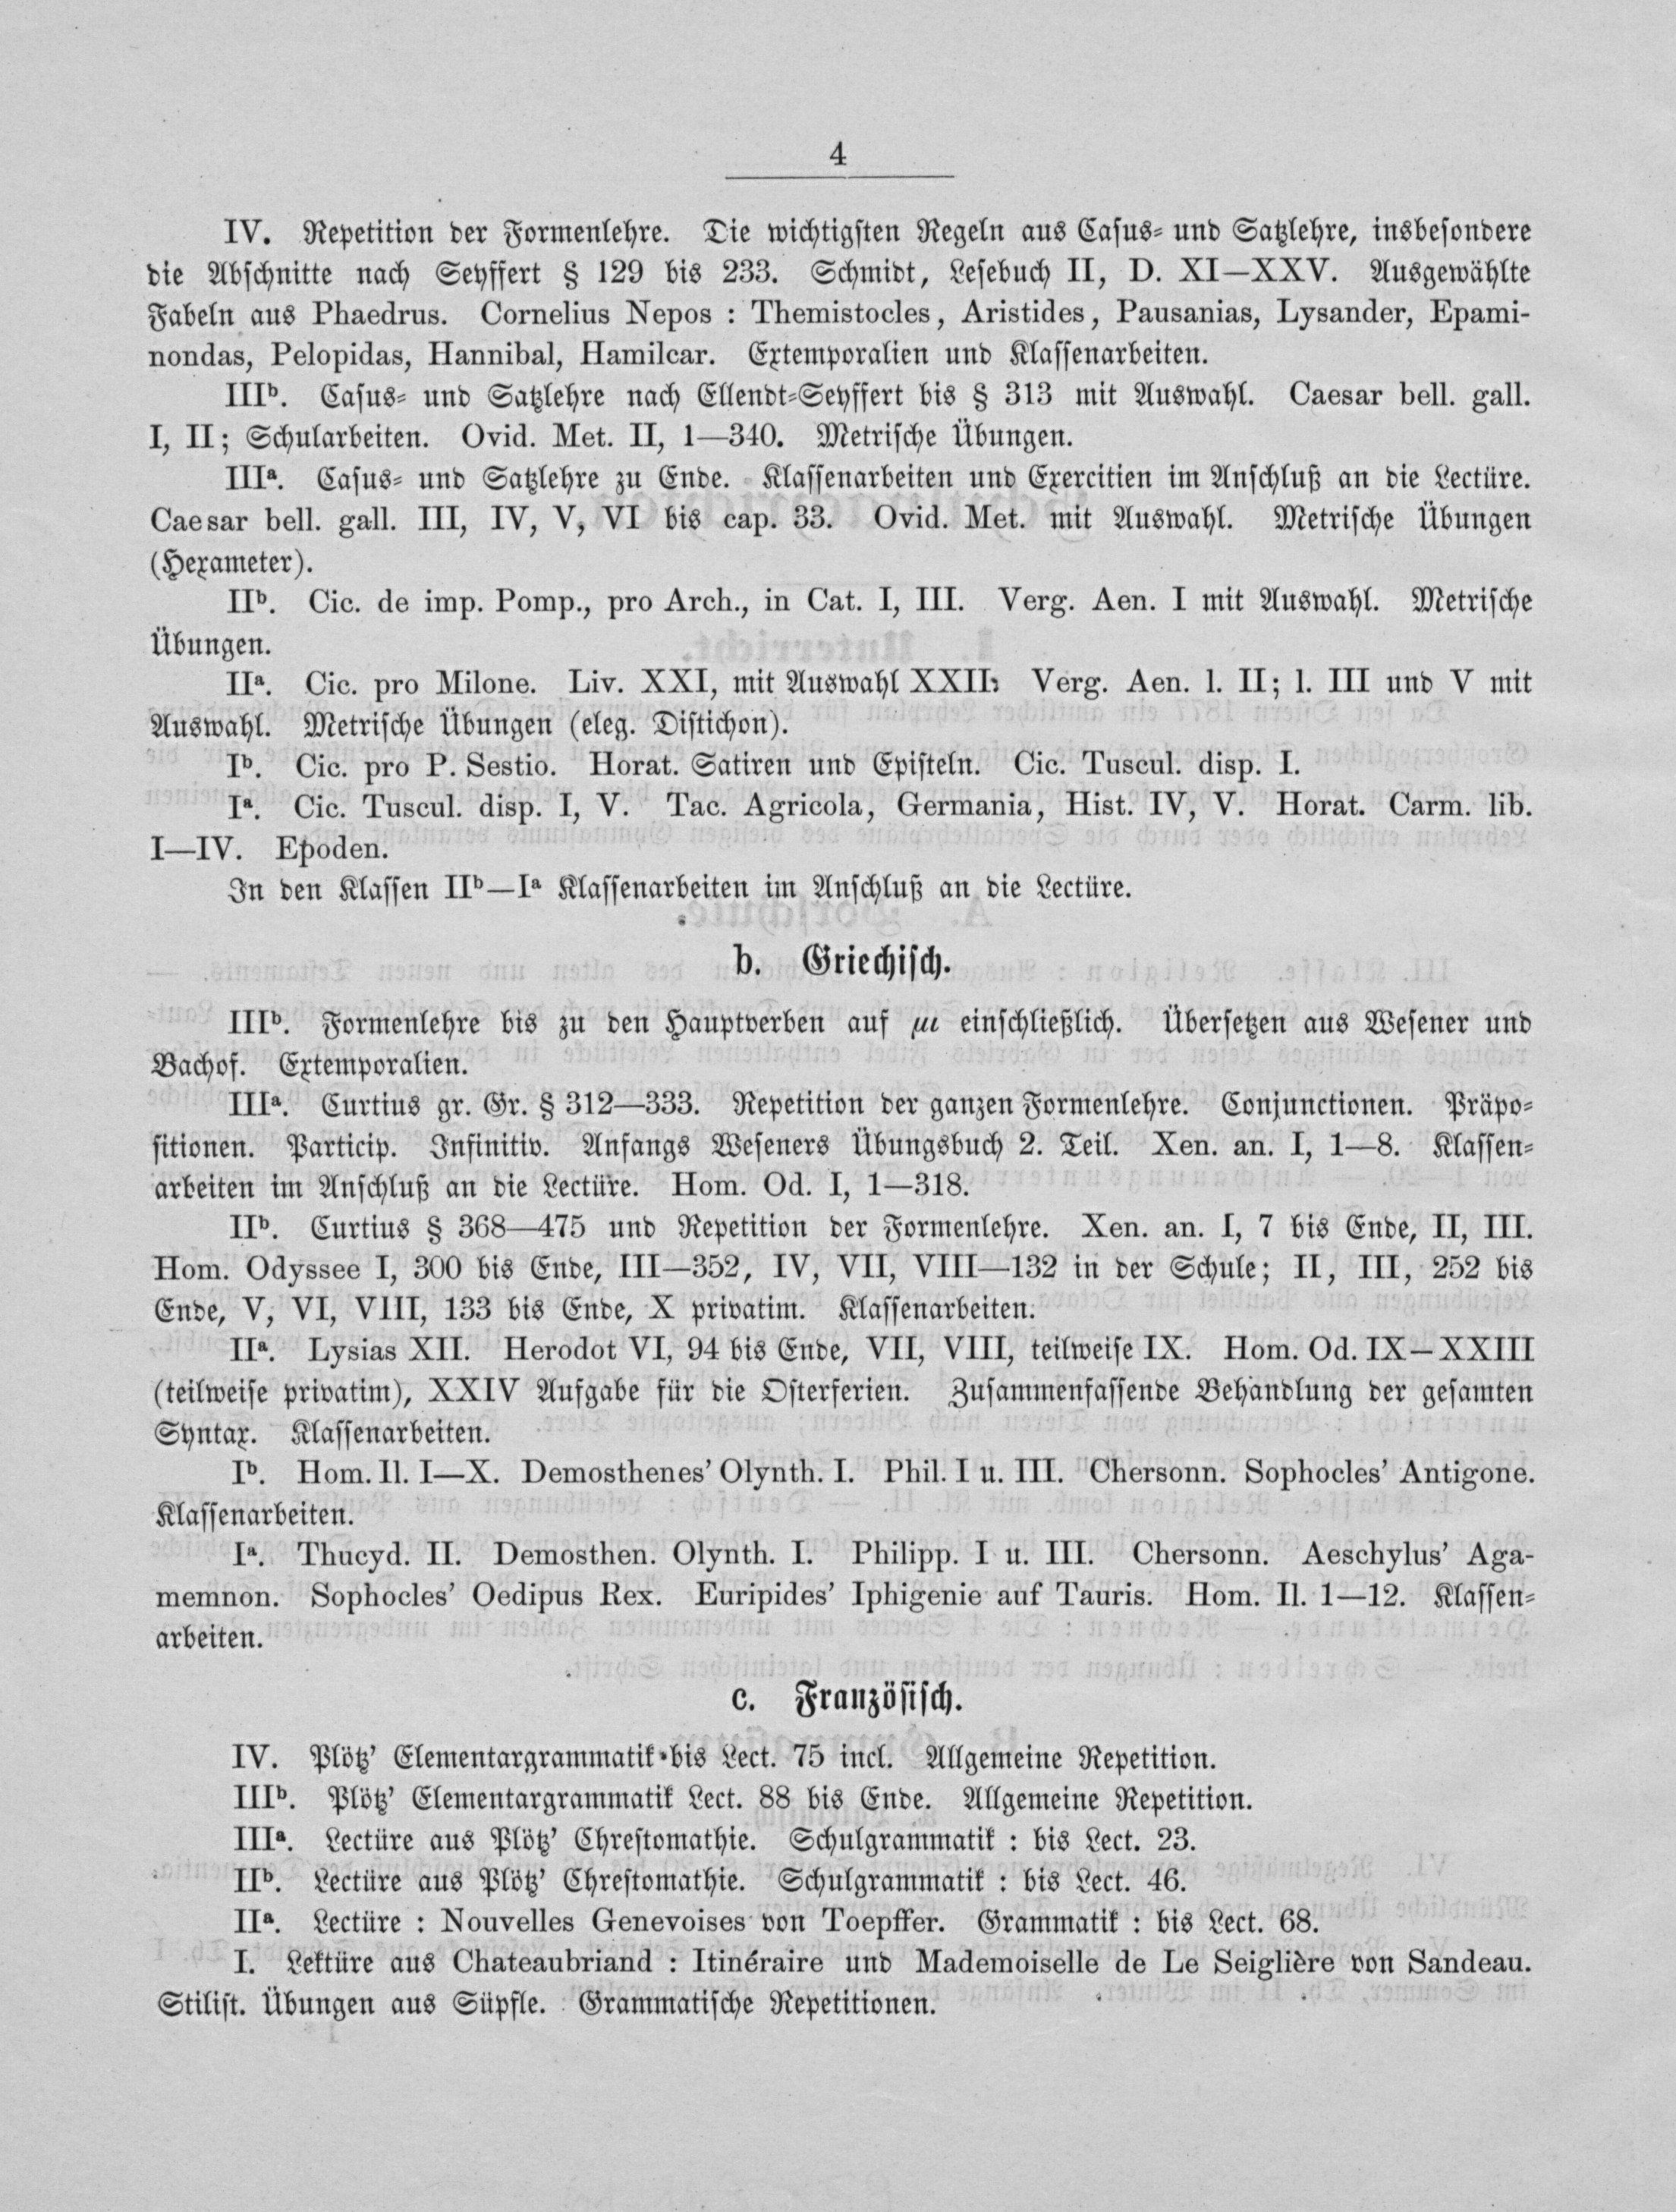 4
IV. Repetition der Formenlehre. Die wichtigsten Regeln aus Casus- und Satzlehre, insbesondere
die Abschnitte nach Seyffert § 129 bis 233. Schmidt, Lesebuch II, D. XI—XXV. Ausgewählte
Fabeln aus Phaedrus. Cornelius Nepos : Themistocles, Aristides, Pausanias, Lysander, Epami-
nondas, Pelopidas, Hannibal, Hamilcar. Extemporalien und Klassenarbeiten.
IIIb. Casus- und Satzlehre nach Ellendt-Seyffert bis § 313 mit Auswahl. Caesar bell. gall.
I, II; Schularbeiten. Ovid. Met. II, 1—340. Metrische Übungen.
IIIa. Casus- und Satzlehre zu Ende. Klassenarbeiten und Exercitien im Anschluß an die Lectüre.
Caesar bell. gall. III, IV, V, VI bis cap. 33. Ovid. Met. mit Auswahl. Metrische Übungen
(Hexameter).
IIb. Cic. de imp. Pomp., pro Arch., in Cat. I, III. Verg. Aen. I mit Auswahl. Metrische
Übungen.
IIa. Cic. pro Milone. Liv. XXI, mit Auswahl XXII; Verg. Aen. l. II; l. III und V mit
Auswahl. Metrische Übungen (eleg. Distichon).
Ib. Cic. pro P. Sestio. Horat. Satiren und Episteln. Cic. Tuscul. disp. I.
Ia. Cic. Tuscul. disp. I, V. Tac. Agricola, Germania, Hist. IV, V. Horat. Carm. lib.
I—IV. Epoden.
In den Klassen IIb—Ia Klassenarbeiten im Anschluß an die Lectüre.
b. Griechisch.
IIIb. Formenlehre bis zu den Hauptverben auf μι einschließlich. Übersetzen aus Wesener und
Bachof. Extemporalien.
IIIa. Curtius gr. Gr. § 312—333. Repetition der ganzen Formenlehre. Conjunctionen. Präpo-
sitionen. Particip. Infinitiv. Anfangs Weseners Übungsbuch 2. Teil. Xen. an. I, 1—8. Klassen-
arbeiten im Anschluß an die Lectüre. Hom. Od. I, 1—318.
IIb. Curtius § 368—475 und Repetition der Formenlehre. Xen. an. I, 7 bis Ende, II, III.
Hom. Odyssee I, 300 bis Ende, III—352, IV, VII, VIII—132 in der Schule; II, III, 252 bis
Ende, V, VI, VIII, 133 bis Ende, X privatim. Klassenarbeiten.
IIa. Lysias XII. Herodot VI, 94 bis Ende, VII, VIII, teilweise IX. Hom. Od. IX—XXIII
(teilweise privatim), XXIV Aufgabe für die Osterferien. Zusammenfassende Behandlung der gesamten
Syntax. Klassenarbeiten.
Ib. Hom. Il. I—X. Demosthenes' Olynth. I. Phil. I u. III. Chersonn. Sophocles' Antigone.
Klassenarbeiten.
Ia. Thucyd. II. Demosthen. Olynth. I. Philipp. I u. III. Chersonn. Aeschylus' Aga-
memnon. Sophocles' Oedipus Rex. Euripides' Iphigenie auf Tauris. Hom. Il. 1—12. Klassen-
arbeiten.
c. Französisch.
IV. Plötz' Elementargrammatik bis Lect. 75 incl. Allgemeine Repetition.
IIIb. Plötz' Elementargrammatik Lect. 88 bis Ende. Allgemeine Repetition.
IIIa. Lectüre aus Plötz' Chrestomathie. Schulgrammatik : bis Lect. 23.
IIb. Lectüre aus Plötz' Chrestomathie. Schulgrammatik : bis Lect. 46.
IIa. Lectüre : Nouvelles Genevoises von Toepffer. Grammatik : bis Lect. 68.
I. Lektüre aus Chateaubriand : Itinéraire und Mademoiselle de Le Seiglière von Sandeau.
Stilist. Übungen aus Süpfle. Grammatische Repetitionen.